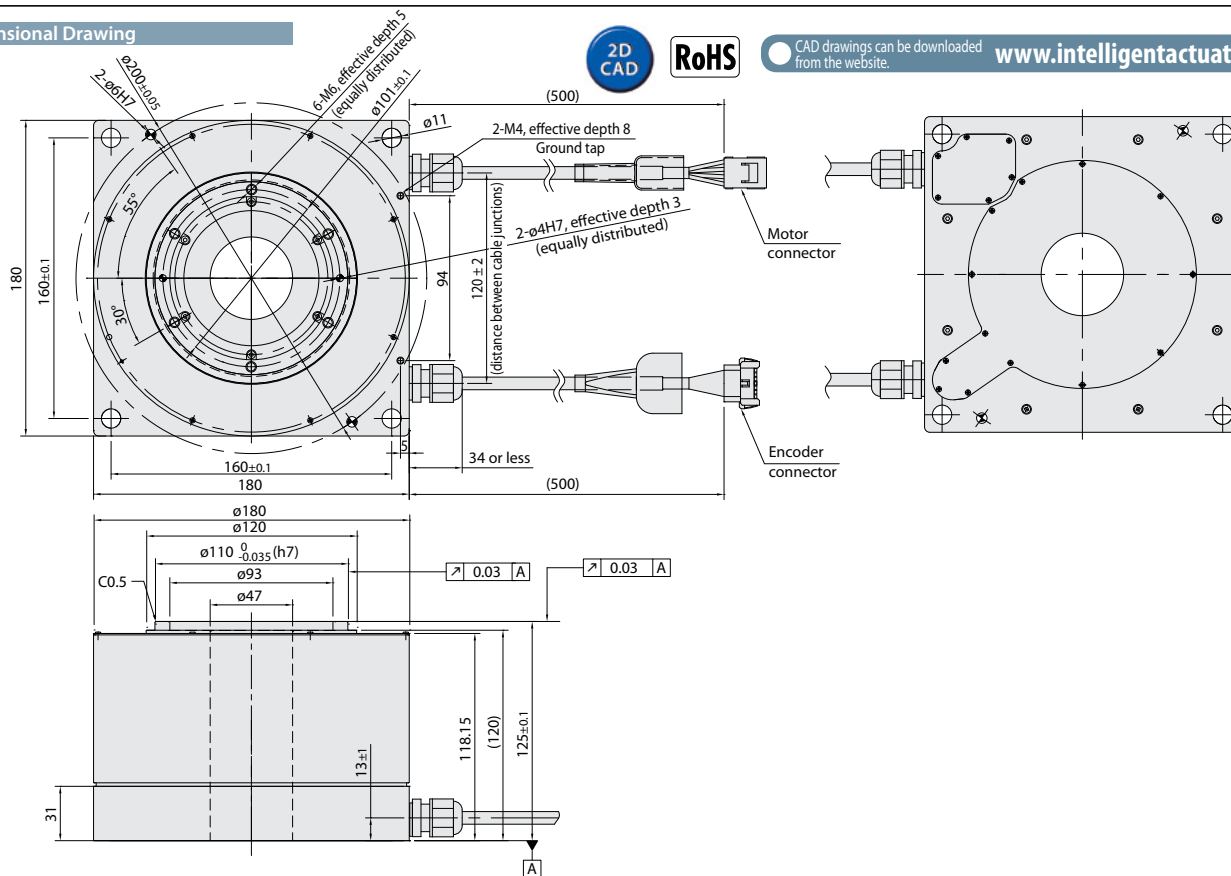 nsional Drawing
2D
CAD
RoHS
CAD drawings can be downloaded
from the website.
www.intelligentactuat
ø200±0.05
2-ø6H7
6-M6, effective depth 5
(equally distributed)
ø101±0.1
ø11
(500)
2-M4, effective depth 8
Ground tap
55°
30°
180
160±0.1
2-ø4H7, effective depth 3
(equally distributed)
94
120±2
(distance between cable junctions)
Motor
connector
Encoder
connector
5
34 or less
160±0.1
180
(500)
ø180
ø120
ø110 0 -0.035 (h7)
ø93
ø47
C0.5
↗ 0.03 A
↗ 0.03 A
31
13±1
118.15
(120)
125±0.1
A